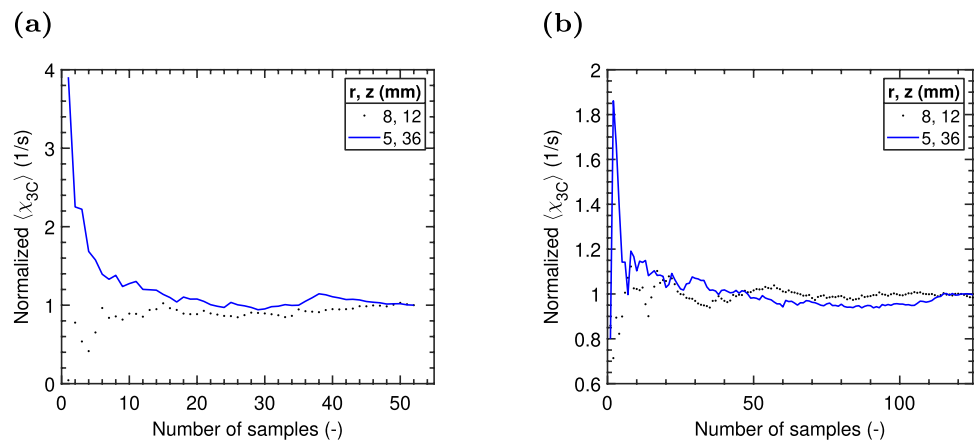 (a)
Normalized ⟨χ3C⟩ (1/s)
4
3
2
1
0
0 10 20 30 40 50
Number of samples (-)
r, z (mm)
8, 12
5, 36
(b)
Normalized ⟨χ3C⟩ (1/s)
2
1.8
1.6
1.4
1.2
1
0.8
0.6
0 50 100
Number of samples (-)
r, z (mm)
8, 12
5, 36